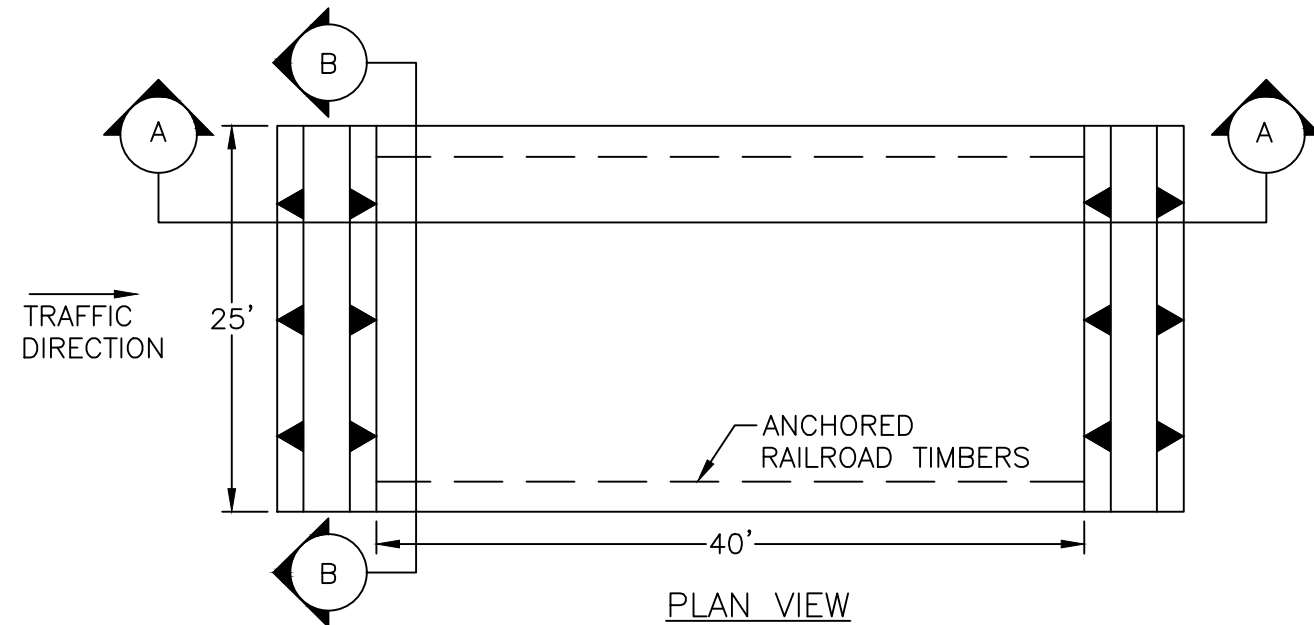 B
A
A
TRAFFIC
DIRECTION
25'
ANCHORED
RAILROAD TIMBERS
40'
B
PLAN VIEW